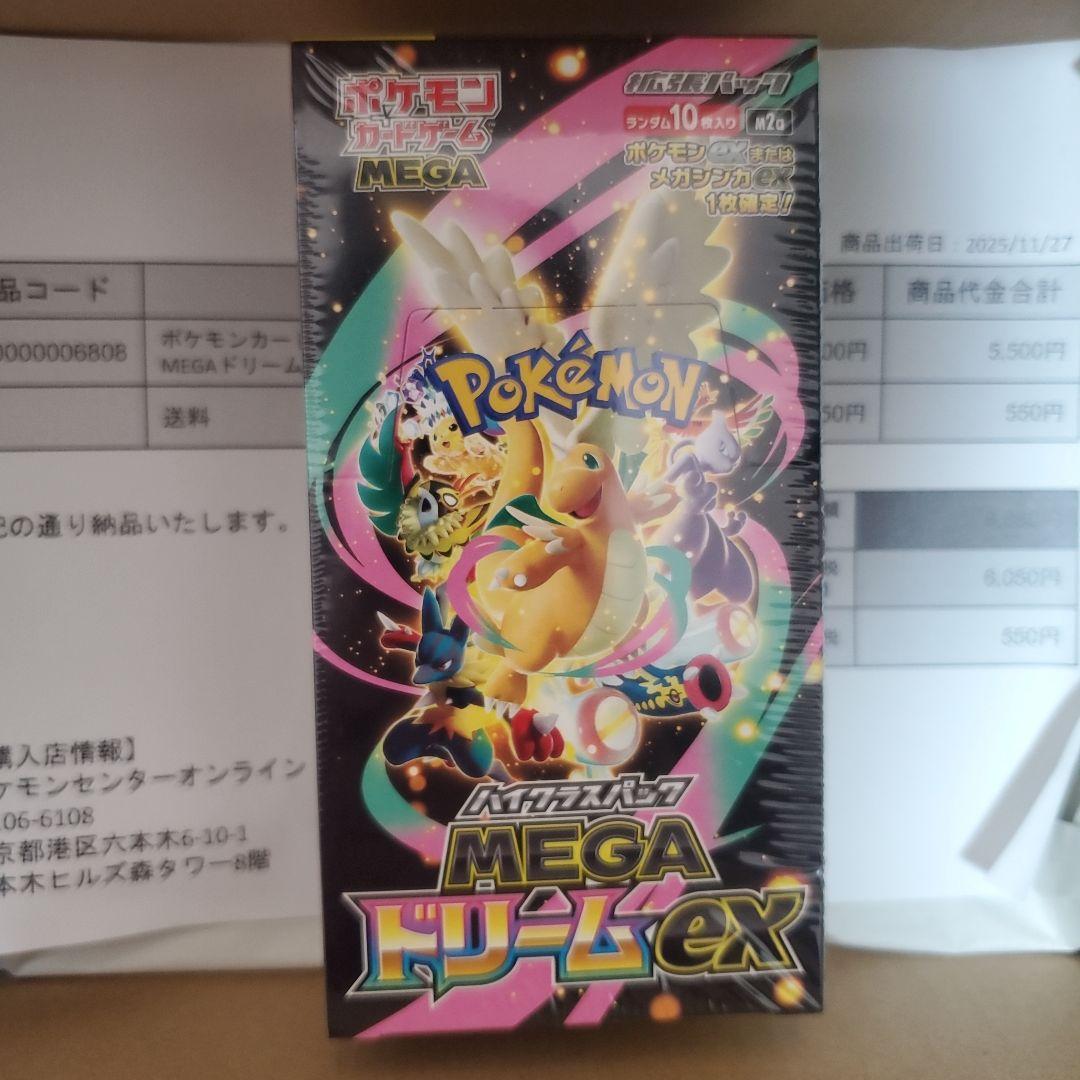 ポケモン
カードゲーム
MEGA
拡張パック
ランダム10枚入り M2a
ポケモンexまたは
メガシンカex
1枚確定!
POKÉMON
TM
ハイクラスパック
MEGA
ドリームex
品コード
0000006808
ポケモンカー
MEGAドリーム
送料
記の通り納品いたします。
購入店情報】
ケモンセンターオンライン
106-6108
京都港区六本木6-10-1
本木ヒルズ森タワー8階
商品出荷日:2025/11/27
価格 商品代金合計
00円 5,500円
50円 550円
6,050円
550円